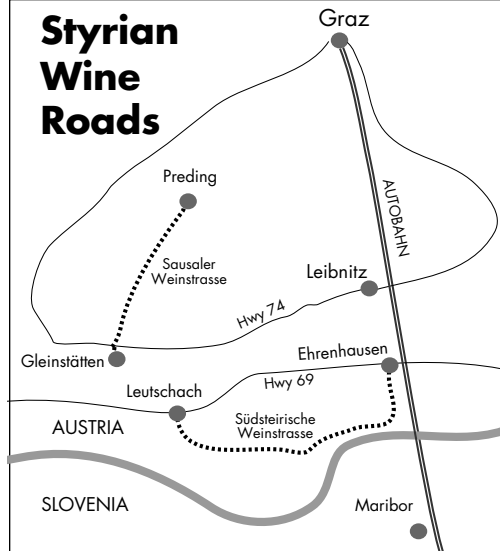 Styrian
Wine
Roads
Graz
Preding
AUTOBAHN
Sausaler
Weinstrasse
Leibnitz
Hwy 74
Gleinstätten
Ehrenhausen
Hwy 69
Leutschach
Südsteirische
Weinstrasse
AUSTRIA
SLOVENIA
Maribor